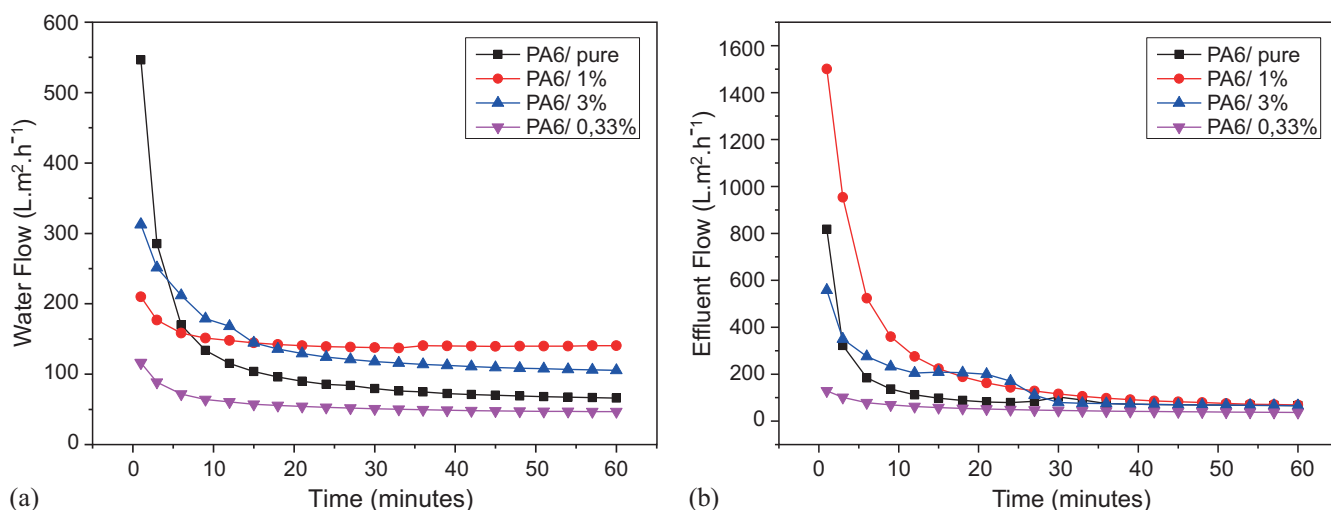 600
500
400
300
200
100
0
Water Flow (L.m².h⁻¹)
PA6/ pure
PA6/ 1%
PA6/ 3%
PA6/ 0,33%
0 10 20 30 40 50 60
Time (minutes)
(a)
1600
1400
1200
1000
800
600
400
200
0
Effluent Flow (L.m².h⁻¹)
PA6/ pure
PA6/ 1%
PA6/ 3%
PA6/ 0,33%
0 10 20 30 40 50 60
Time (minutes)
(b)